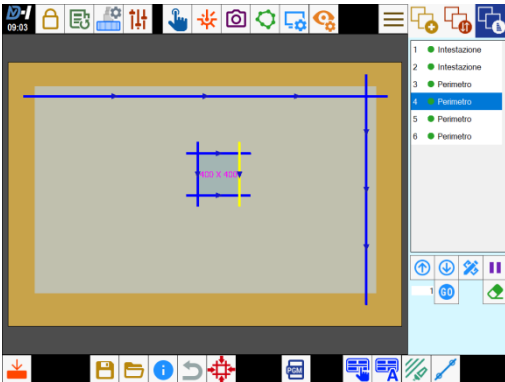 09:03
1 Intestazione
2 Intestazione
3 Perimetro
4 Perimetro
5 Perimetro
6 Perimetro
400 X 400
1 GO
PGM
A